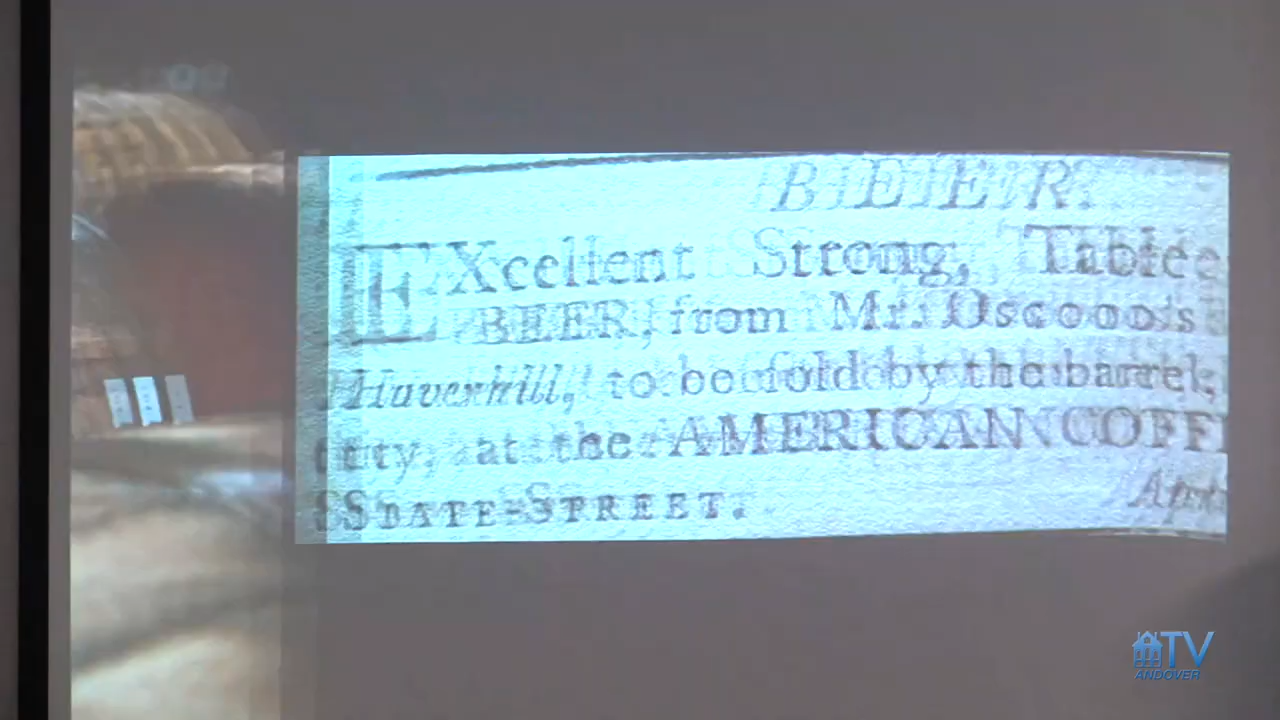 BEER.
EXcellent Strong, Table
BEER, from Mr. Osgood's
Haverhill, to be sold by the barrel,
at the AMERICAN COFF
STATE-STREET.
TV
ANDOVER